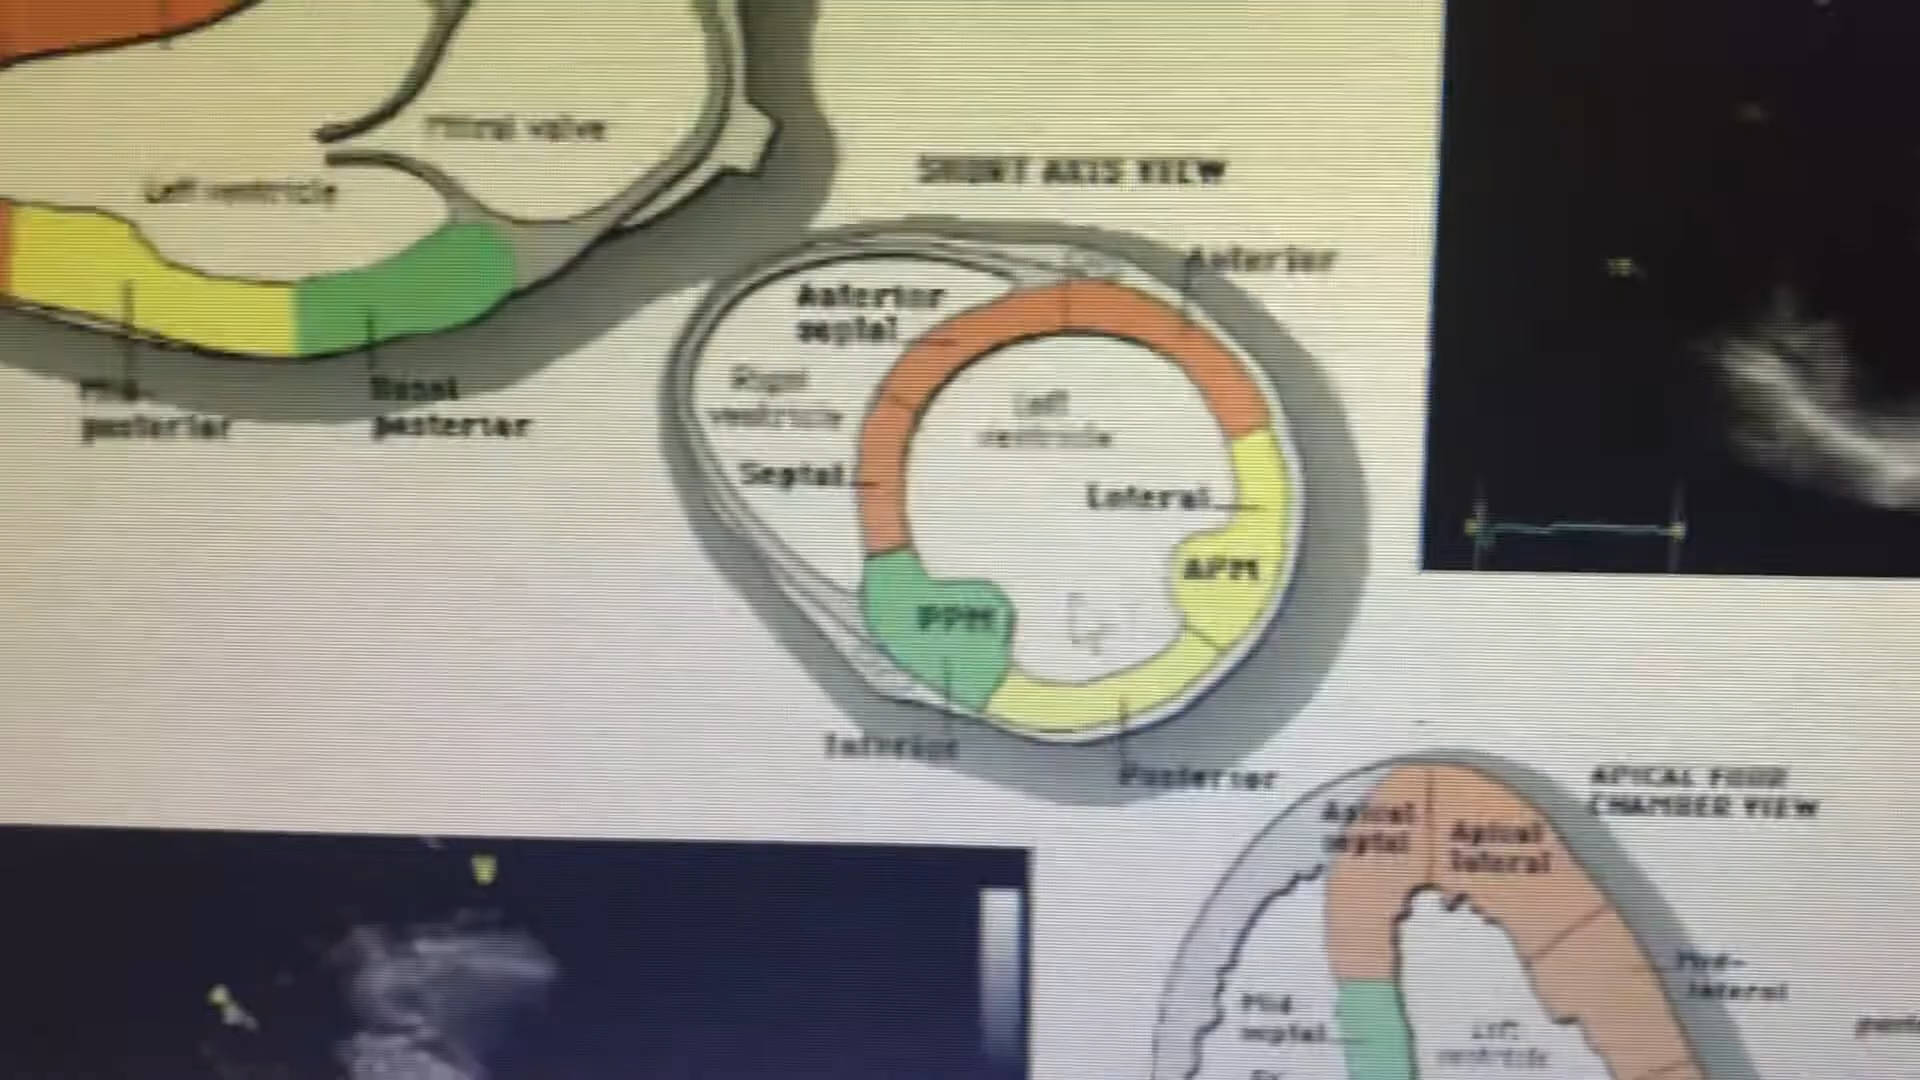 Mitral valve
Left ventricle
Mid-
posterior
Basal
posterior
SHORT AXIS VIEW
Anterior
Anterior
septal
Right
ventricle
Left
ventricle
Septal
Lateral
APM
PPM
Inferior
Posterior
APICAL FOUR
CHAMBER VIEW
Apical
septal
Apical
lateral
Mid-
lateral
Mid
septal
Left
ventricle
V